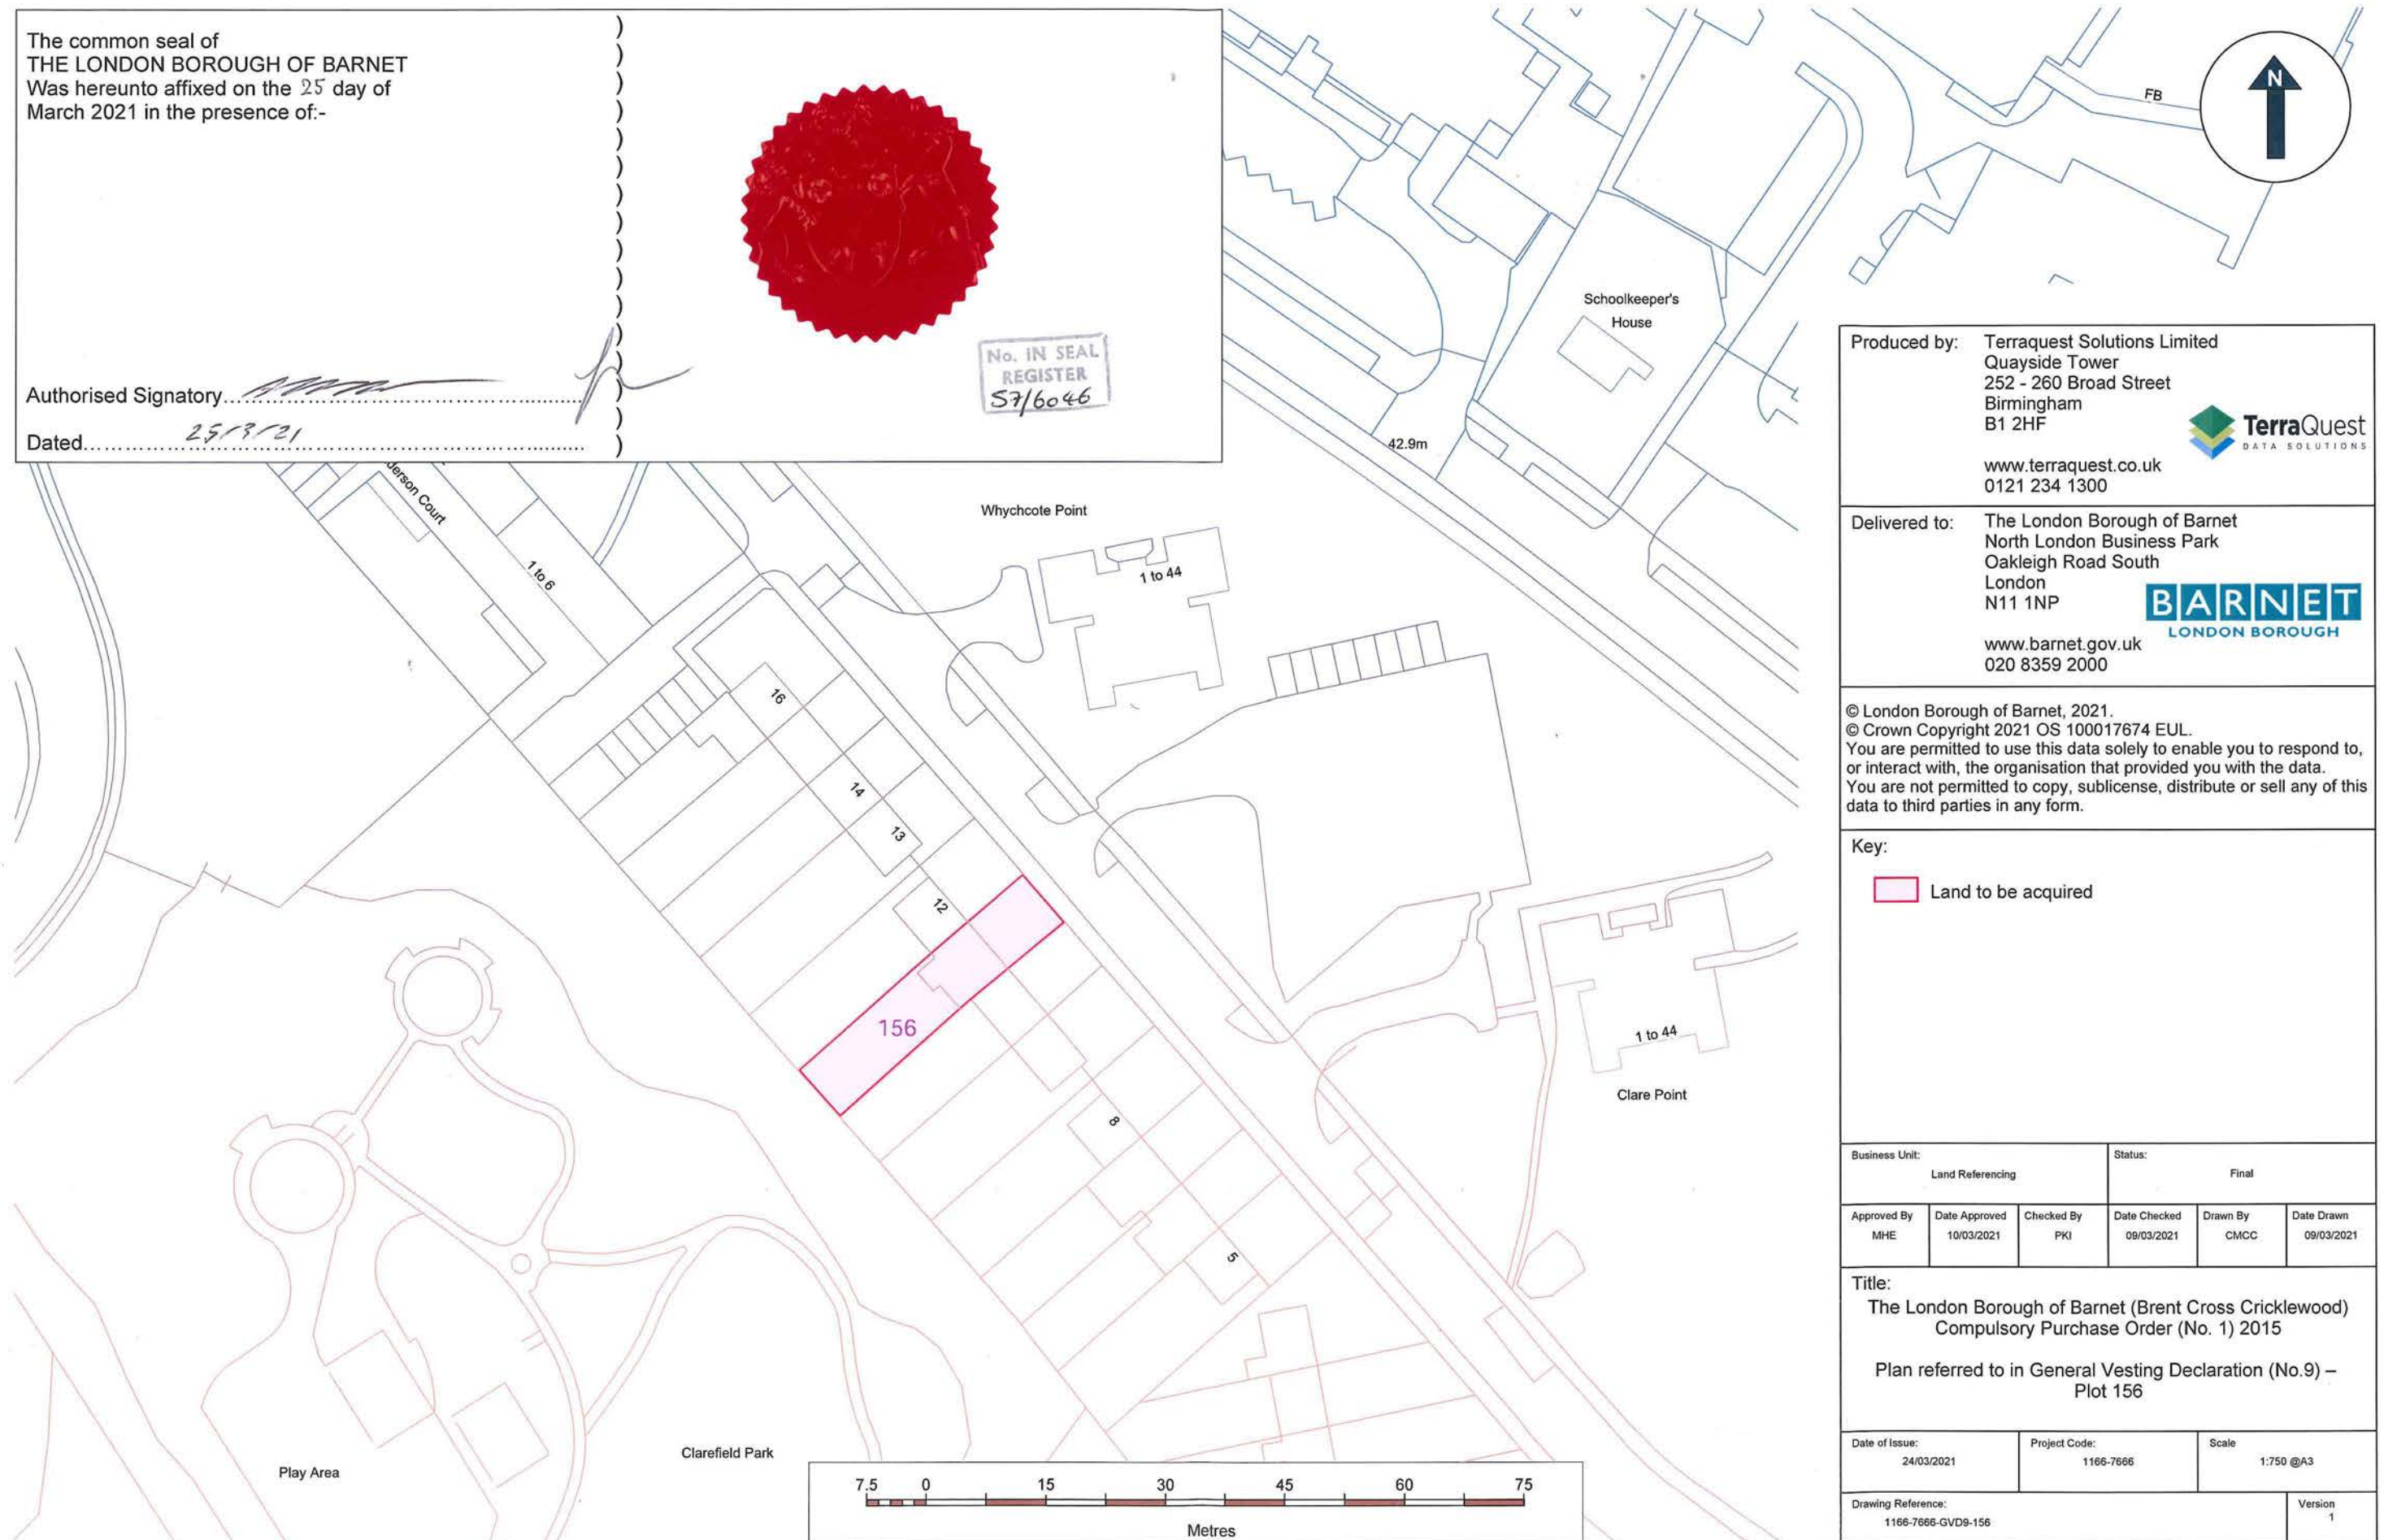 The common seal of
THE LONDON BOROUGH OF BARNET
Was hereunto affixed on the 25 day of
March 2021 in the presence of:-
Authorised Signatory
Dated 25/3/21
No. IN SEAL
REGISTER
57/6046
FB
N
Schoolkeeper's
House
42.9m
derson Court
1 to 6
Whychcote Point
1 to 44
16
14
13
12
156
8
5
1 to 44
Clare Point
Clarefield Park
Play Area
7.5 0 15 30 45 60 75
Metres
Produced by: Terraquest Solutions Limited
Quayside Tower
252 - 260 Broad Street
Birmingham
B1 2HF
TerraQuest
DATA SOLUTIONS
www.terraquest.co.uk
0121 234 1300
Delivered to: The London Borough of Barnet
North London Business Park
Oakleigh Road South
London
N11 1NP
BARNET
LONDON BOROUGH
www.barnet.gov.uk
020 8359 2000
© London Borough of Barnet, 2021.
© Crown Copyright 2021 OS 100017674 EUL.
You are permitted to use this data solely to enable you to respond to,
or interact with, the organisation that provided you with the data.
You are not permitted to copy, sublicense, distribute or sell any of this
data to third parties in any form.
Key:
Land to be acquired
Business Unit:
Land Referencing
Status:
Final
Approved By
MHE
Date Approved
10/03/2021
Checked By
PKI
Date Checked
09/03/2021
Drawn By
CMCC
Date Drawn
09/03/2021
Title:
The London Borough of Barnet (Brent Cross Cricklewood)
Compulsory Purchase Order (No. 1) 2015
Plan referred to in General Vesting Declaration (No.9) –
Plot 156
Date of Issue:
24/03/2021
Project Code:
1166-7666
Scale
1:750 @A3
Drawing Reference:
1166-7666-GVD9-156
Version
1